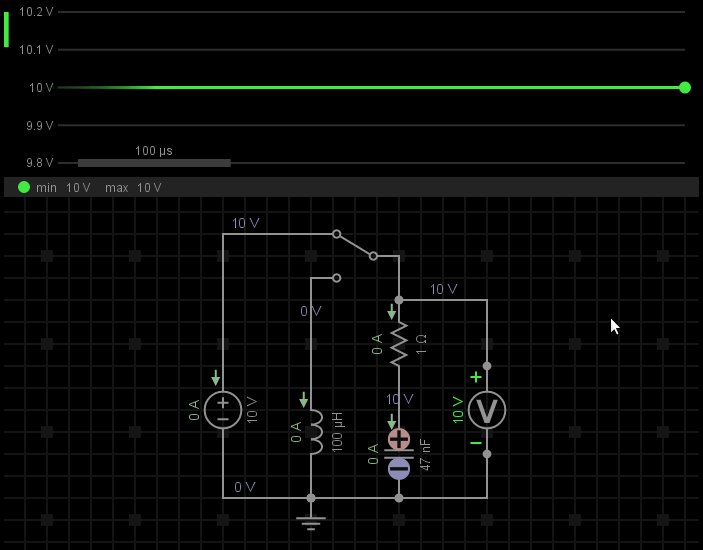 10.2 V
10.1 V
10 V
9.9 V
9.8 V
100 µs
min 10 V max 10 V
10 V
10 V
0 V
0 A
1 Ω
10 V
0 A
10 V
0 A
100 µH
0 A
47 nF
10 V
+
V
−
0 V